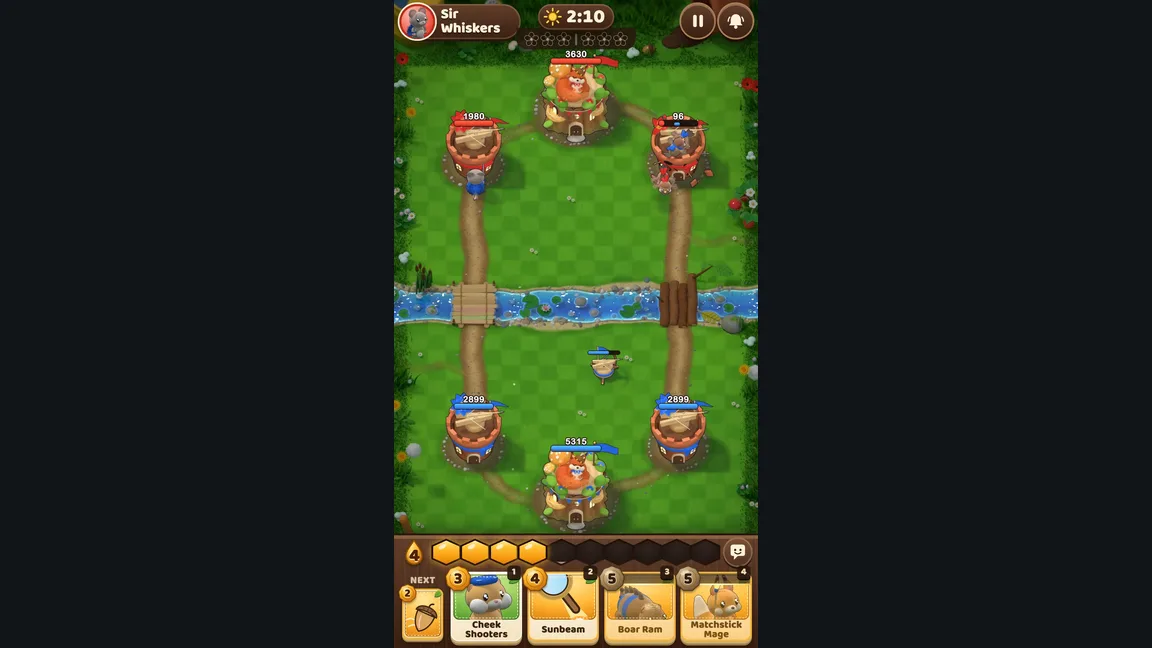 Sir
Whiskers
2:10
3630
1980
96
2899
2899
5315
4
NEXT
2
3
1
Cheek
Shooters
4
2
Sunbeam
5
3
Boar Ram
5
4
Matchstick
Mage